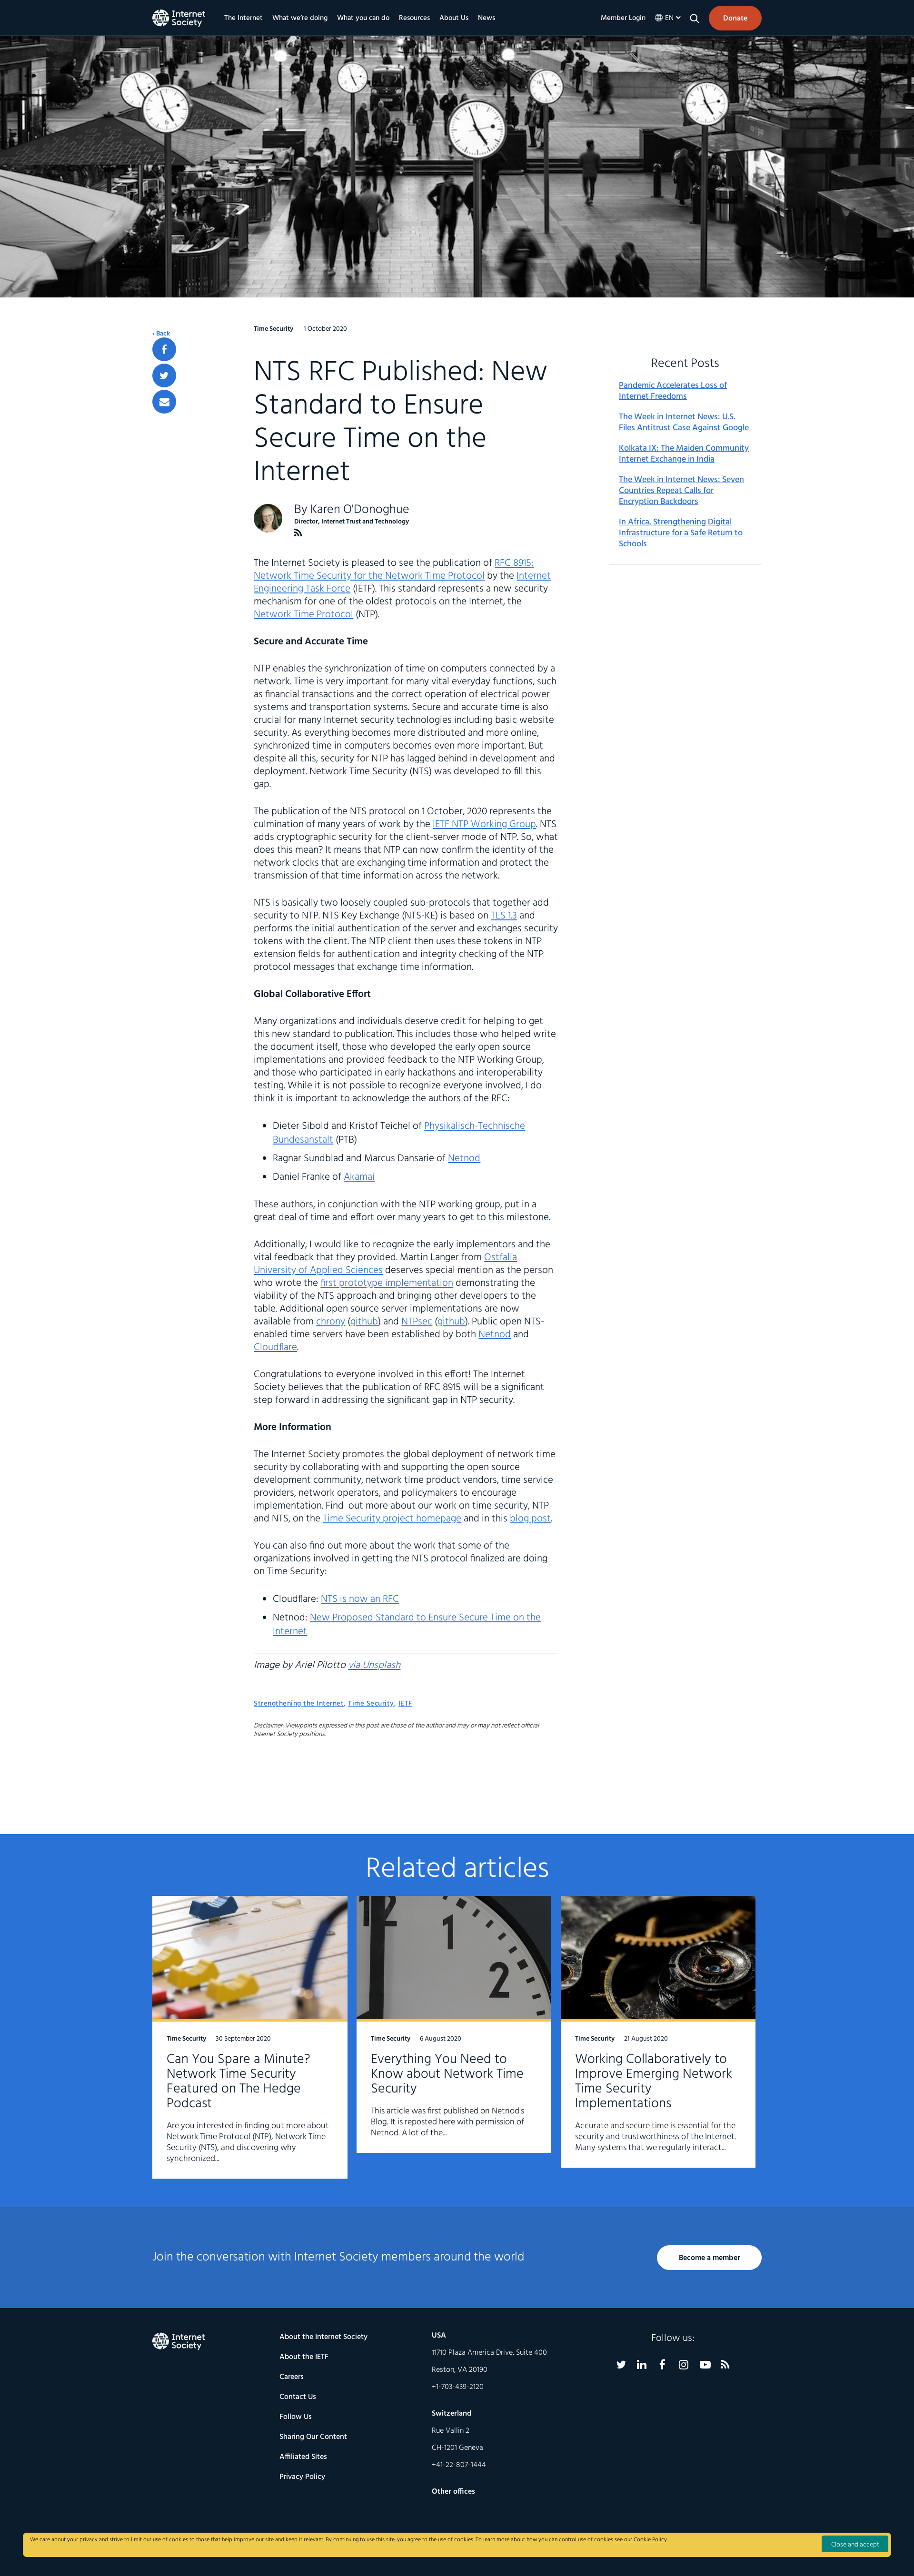 Internet Society
The Internet
What we're doing
What you can do
Resources
About Us
News
Member Login
EN
Donate
‹ Back
Time Security 1 October 2020
NTS RFC Published: New
Standard to Ensure
Secure Time on the
Internet
By Karen O'Donoghue
Director, Internet Trust and Technology
The Internet Society is pleased to see the publication of RFC 8915:
Network Time Security for the Network Time Protocol by the Internet
Engineering Task Force (IETF). This standard represents a new security
mechanism for one of the oldest protocols on the Internet, the
Network Time Protocol (NTP).
Secure and Accurate Time
NTP enables the synchronization of time on computers connected by a
network. Time is very important for many vital everyday functions, such
as financial transactions and the correct operation of electrical power
systems and transportation systems. Secure and accurate time is also
crucial for many Internet security technologies including basic website
security. As everything becomes more distributed and more online,
synchronized time in computers becomes even more important. But
despite all this, security for NTP has lagged behind in development and
deployment. Network Time Security (NTS) was developed to fill this
gap.
The publication of the NTS protocol on 1 October, 2020 represents the
culmination of many years of work by the IETF NTP Working Group. NTS
adds cryptographic security for the client-server mode of NTP. So, what
does this mean? It means that NTP can now confirm the identity of the
network clocks that are exchanging time information and protect the
transmission of that time information across the network.
NTS is basically two loosely coupled sub-protocols that together add
security to NTP. NTS Key Exchange (NTS-KE) is based on TLS 1.3 and
performs the initial authentication of the server and exchanges security
tokens with the client. The NTP client then uses these tokens in NTP
extension fields for authentication and integrity checking of the NTP
protocol messages that exchange time information.
Global Collaborative Effort
Many organizations and individuals deserve credit for helping to get
this new standard to publication. This includes those who helped write
the document itself, those who developed the early open source
implementations and provided feedback to the NTP Working Group,
and those who participated in early hackathons and interoperability
testing. While it is not possible to recognize everyone involved, I do
think it is important to acknowledge the authors of the RFC:
• Dieter Sibold and Kristof Teichel of Physikalisch-Technische
Bundesanstalt (PTB)
• Ragnar Sundblad and Marcus Dansarie of Netnod
• Daniel Franke of Akamai
These authors, in conjunction with the NTP working group, put in a
great deal of time and effort over many years to get to this milestone.
Additionally, I would like to recognize the early implementors and the
vital feedback that they provided. Martin Langer from Ostfalia
University of Applied Sciences deserves special mention as the person
who wrote the first prototype implementation demonstrating the
viability of the NTS approach and bringing other developers to the
table. Additional open source server implementations are now
available from chrony (github) and NTPsec (github). Public open NTS-
enabled time servers have been established by both Netnod and
Cloudflare.
Congratulations to everyone involved in this effort! The Internet
Society believes that the publication of RFC 8915 will be a significant
step forward in addressing the significant gap in NTP security.
More Information
The Internet Society promotes the global deployment of network time
security by collaborating with and supporting the open source
development community, network time product vendors, time service
providers, network operators, and policymakers to encourage
implementation. Find out more about our work on time security, NTP
and NTS, on the Time Security project homepage and in this blog post.
You can also find out more about the work that some of the
organizations involved in getting the NTS protocol finalized are doing
on Time Security:
• Cloudflare: NTS is now an RFC
• Netnod: New Proposed Standard to Ensure Secure Time on the
Internet
Image by Ariel Pilotto via Unsplash
Strengthening the Internet, Time Security, IETF
Disclaimer: Viewpoints expressed in this post are those of the author and may or may not reflect official
Internet Society positions.
Recent Posts
Pandemic Accelerates Loss of
Internet Freedoms
The Week in Internet News: U.S.
Files Antitrust Case Against Google
Kolkata IX: The Maiden Community
Internet Exchange in India
The Week in Internet News: Seven
Countries Repeat Calls for
Encryption Backdoors
In Africa, Strengthening Digital
Infrastructure for a Safe Return to
Schools
Related articles
12
1
2
Time Security 30 September 2020
Can You Spare a Minute?
Network Time Security
Featured on The Hedge
Podcast
Are you interested in finding out more about
Network Time Protocol (NTP), Network Time
Security (NTS), and discovering why
synchronized...
Time Security 6 August 2020
Everything You Need to
Know about Network Time
Security
This article was first published on Netnod's
Blog. It is reposted here with permission of
Netnod. A lot of the...
Time Security 21 August 2020
Working Collaboratively to
Improve Emerging Network
Time Security
Implementations
Accurate and secure time is essential for the
security and trustworthiness of the Internet.
Many systems that we regularly interact...
Join the conversation with Internet Society members around the world
Become a member
Internet Society
About the Internet Society
About the IETF
Careers
Contact Us
Follow Us
Sharing Our Content
Affiliated Sites
Privacy Policy
USA
11710 Plaza America Drive, Suite 400
Reston, VA 20190
+1-703-439-2120
Switzerland
Rue Vallin 2
CH-1201 Geneva
+41-22-807-1444
Other offices
Follow us:
We care about your privacy and strive to limit our use of cookies to those that help improve our site and keep it relevant. By continuing to use this site, you agree to the use of cookies. To learn more about how you can control use of cookies see our Cookie Policy
Close and accept